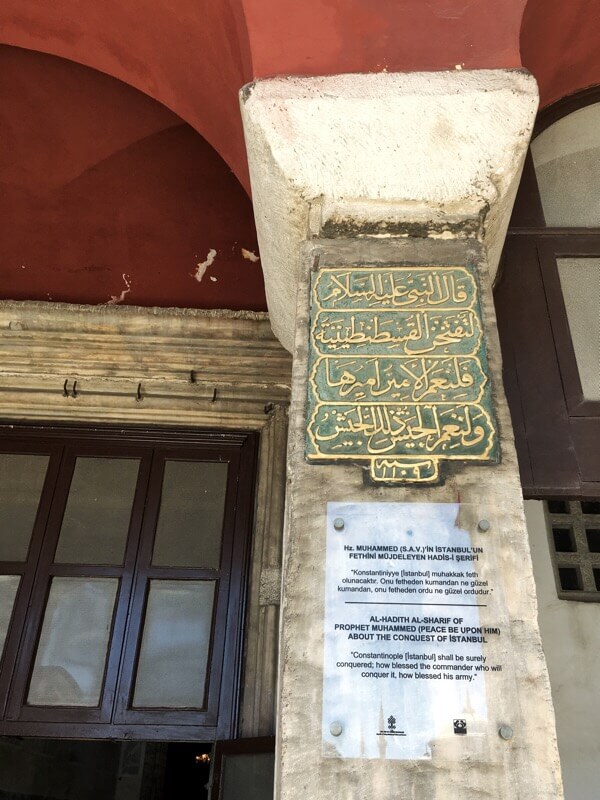 قال النبي عليه السلام
لتفتحن القسطنطينية
فلنعم الامير اميرها
ولنعم الجيش ذلك الجيش
Hz. MUHAMMED (S.A.V.)'İN İSTANBUL'UN
FETHİNİ MÜJDELEYEN HADİS-İ ŞERİFİ
"Konstantiniyye [İstanbul] muhakkak feth
olunacaktır. Onu fetheden kumandan ne güzel
kumandan, onu fetheden ordu ne güzel ordudur."
AL-HADITH AL-SHARIF OF
PROPHET MUHAMMED (PEACE BE UPON HIM)
ABOUT THE CONQUEST OF İSTANBUL
"Constantinople [İstanbul] shall be surely
conquered; how blessed the commander who will
conquer it, how blessed his army."